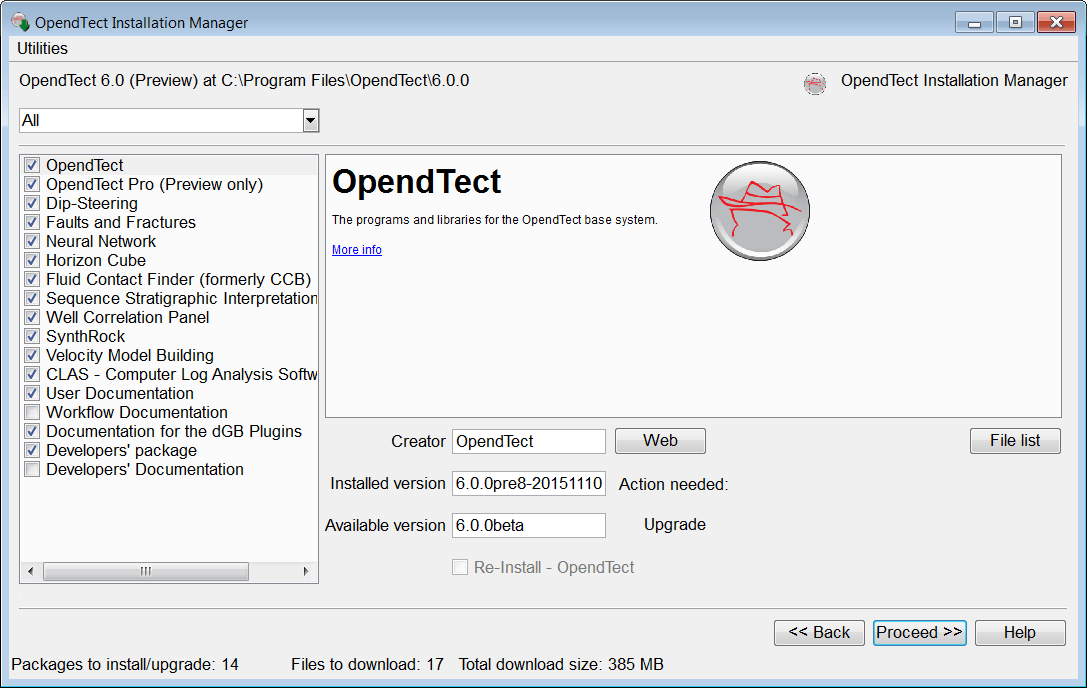 OpendTect Installation Manager
Utilities
OpendTect 6.0 (Preview) at C:\Program Files\OpendTect\6.0.0
OpendTect Installation Manager
All
OpendTect
OpendTect Pro (Preview only)
Dip-Steering
Faults and Fractures
Neural Network
Horizon Cube
Fluid Contact Finder (formerly CCB)
Sequence Stratigraphic Interpretation
Well Correlation Panel
SynthRock
Velocity Model Building
CLAS - Computer Log Analysis Softw
User Documentation
Workflow Documentation
Documentation for the dGB Plugins
Developers' package
Developers' Documentation
OpendTect
The programs and libraries for the OpendTect base system.
More info
Creator OpendTect Web File list
Installed version 6.0.0pre8-20151110 Action needed:
Available version 6.0.0beta Upgrade
Re-Install - OpendTect
<< Back Proceed >> Help
Packages to install/upgrade: 14 Files to download: 17 Total download size: 385 MB